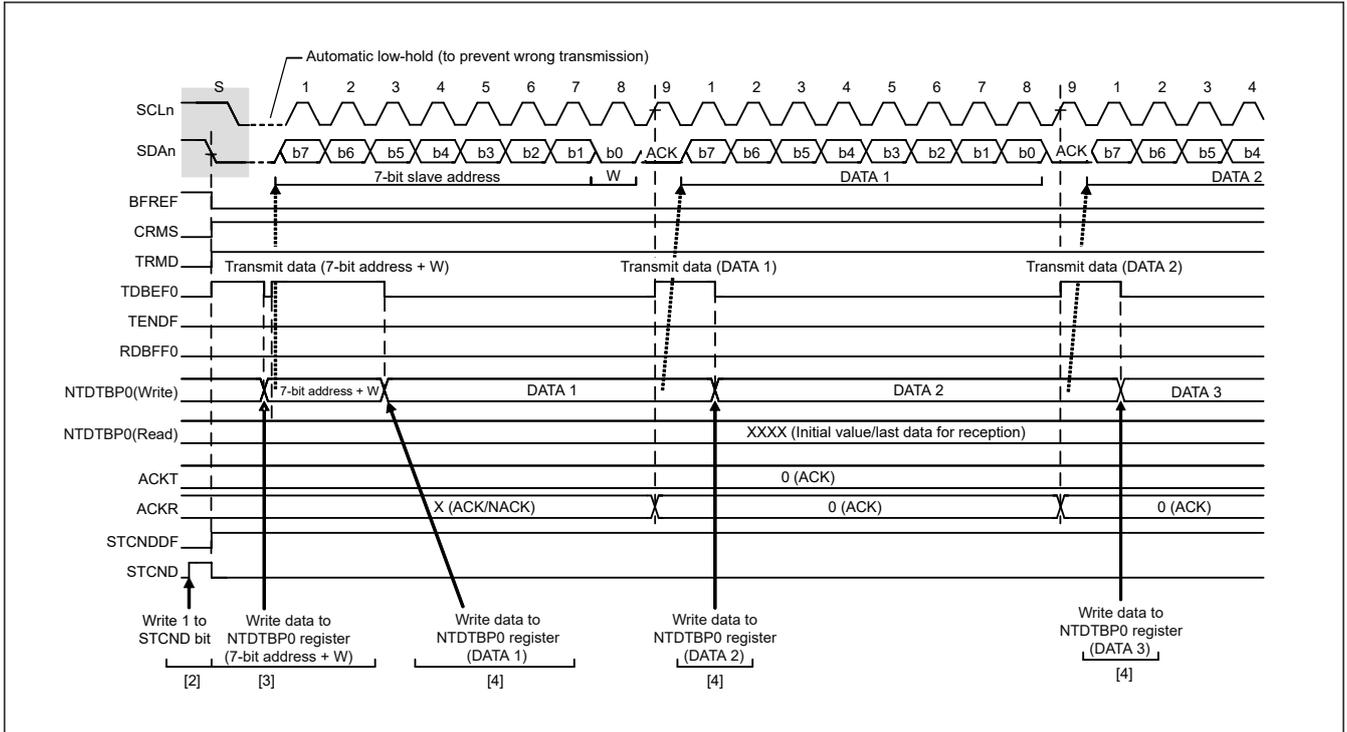 Automatic low-hold (to prevent wrong transmission)
S 1 2 3 4 5 6 7 8 9 1 2 3 4 5 6 7 8 9 1 2 3 4
SCLn
SDAn b7 b6 b5 b4 b3 b2 b1 b0 ACK b7 b6 b5 b4 b3 b2 b1 b0 ACK b7 b6 b5 b4
7-bit slave address W DATA 1 DATA 2
BFREF
CRMS
TRMD
Transmit data (7-bit address + W) Transmit data (DATA 1) Transmit data (DATA 2)
TDBEF0
TENDF
RDBFF0
NTDTBP0(Write) 7-bit address + W DATA 1 DATA 2 DATA 3
NTDTBP0(Read) XXXX (Initial value/last data for reception)
ACKT 0 (ACK)
ACKR X (ACK/NACK) 0 (ACK) 0 (ACK)
STCNDDF
STCND
Write 1 to
STCND bit
[2]
Write data to
NTDTBP0 register
(7-bit address + W)
[3]
Write data to
NTDTBP0 register
(DATA 1)
[4]
Write data to
NTDTBP0 register
(DATA 2)
[4]
Write data to
NTDTBP0 register
(DATA 3)
[4]